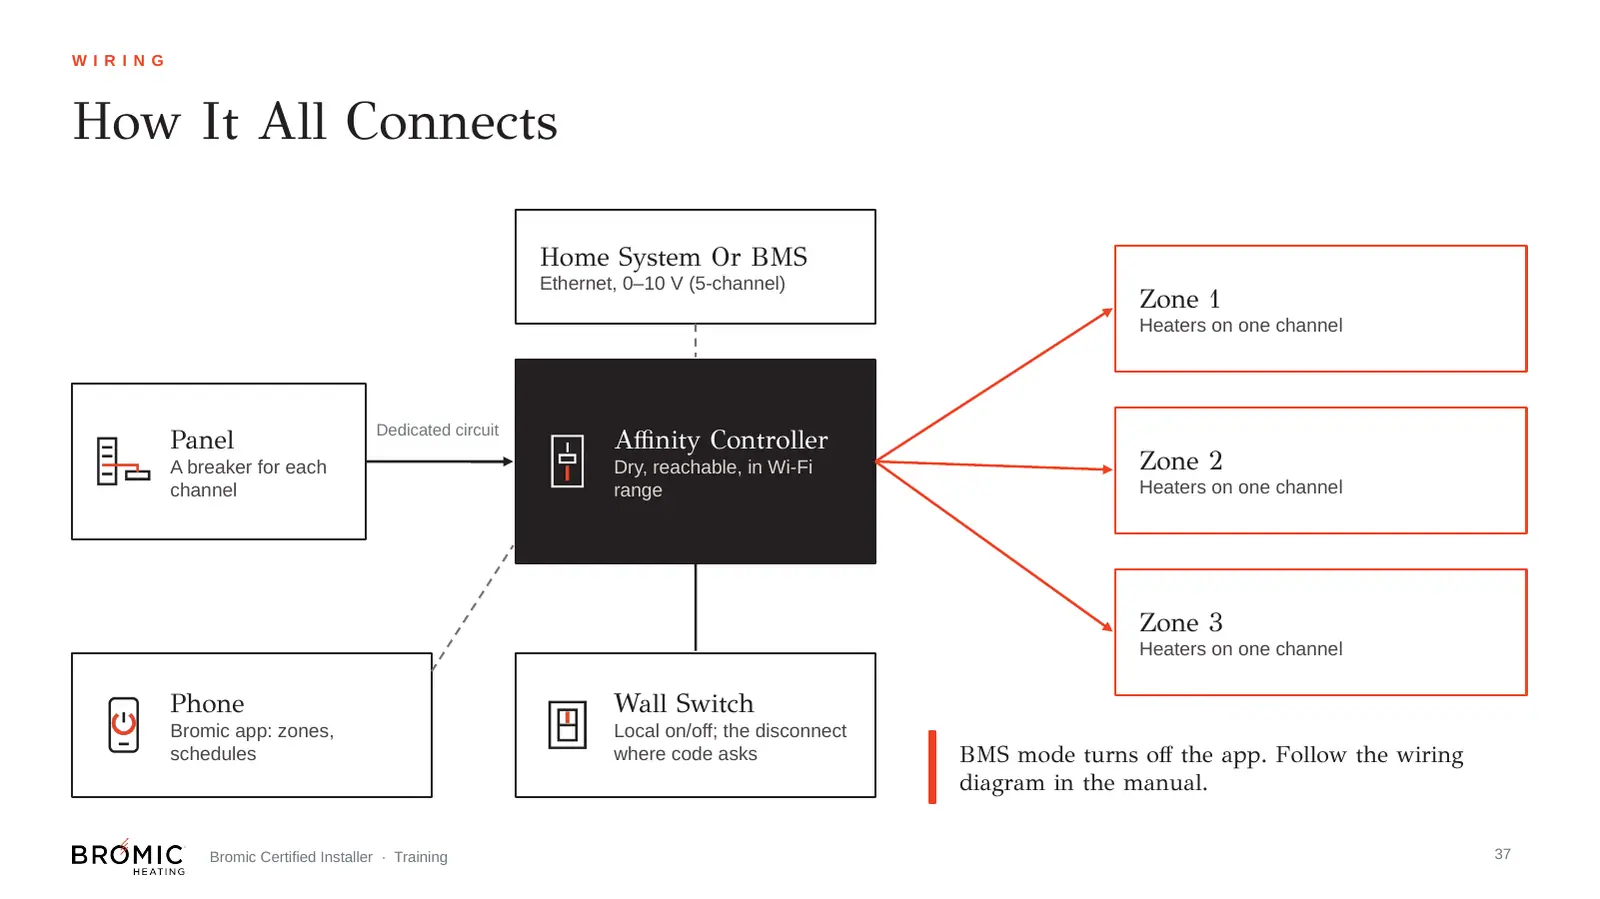 WIRING
How It All Connects
Home System Or BMS
Ethernet, 0–10 V (5-channel)
Panel
A breaker for each
channel
Dedicated circuit
Affinity Controller
Dry, reachable, in Wi-Fi
range
Zone 1
Heaters on one channel
Zone 2
Heaters on one channel
Zone 3
Heaters on one channel
Phone
Bromic app: zones,
schedules
Wall Switch
Local on/off; the disconnect
where code asks
BMS mode turns off the app. Follow the wiring
diagram in the manual.
BROMIC
HEATING
Bromic Certified Installer · Training
37